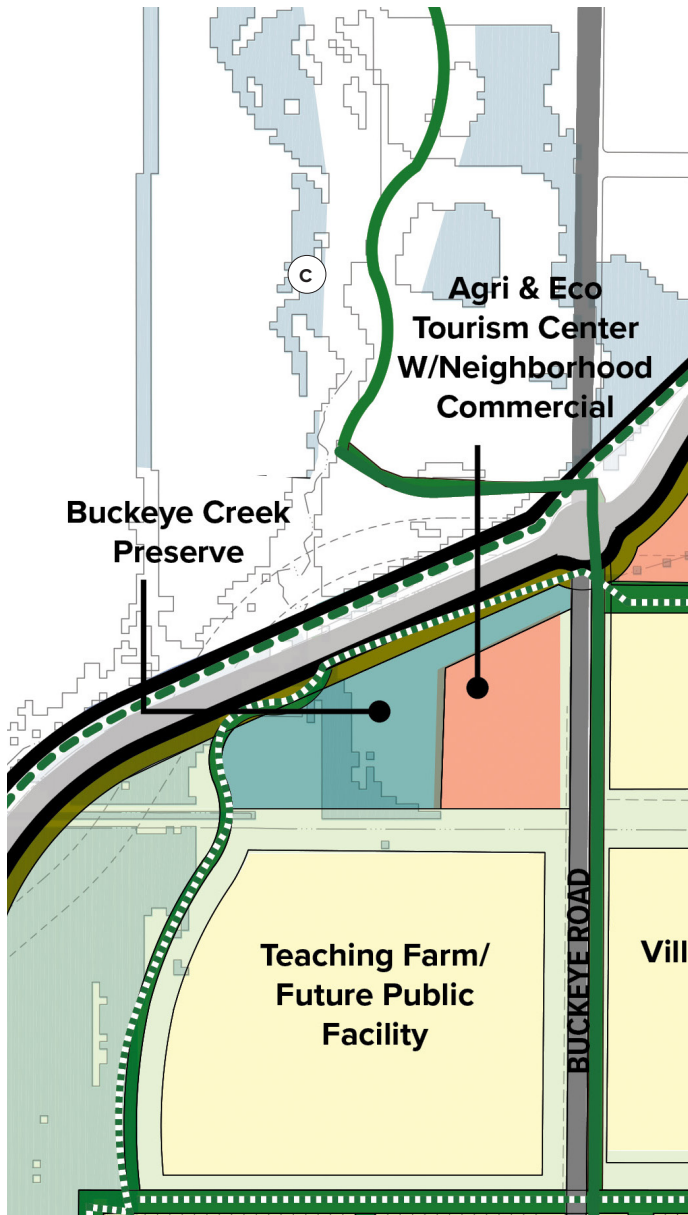 C
Agri & Eco
Tourism Center
W/Neighborhood
Commercial
Buckeye Creek
Preserve
Teaching Farm/
Future Public
Facility
BUCKEYE ROAD
Vill